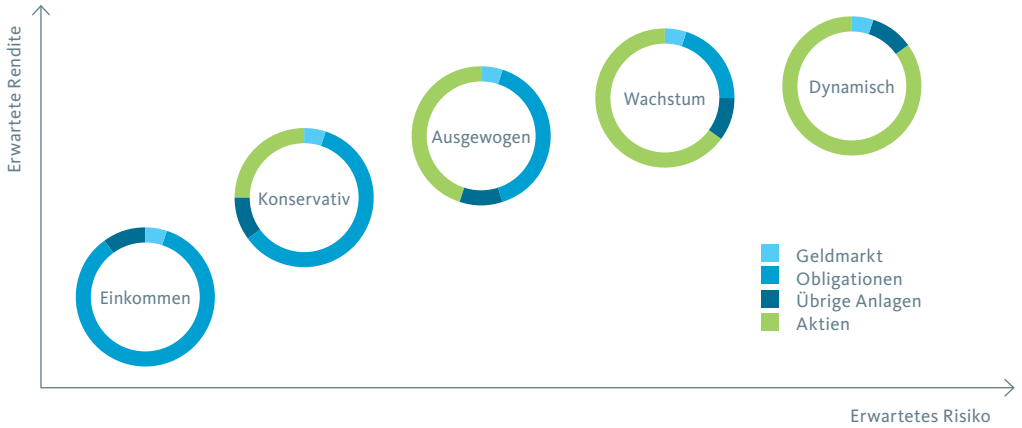 Erwartete Rendite
Einkommen
Konservativ
Ausgewogen
Wachstum
Dynamisch
Geldmarkt
Obligationen
Übrige Anlagen
Aktien
Erwartetes Risiko